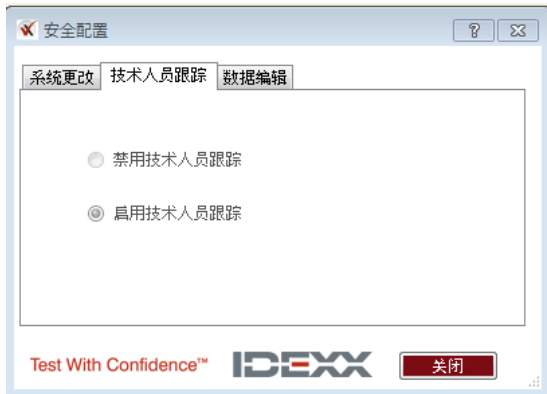 安全配置
系统更改 技术人员跟踪 数据编辑
禁用技术人员跟踪
启用技术人员跟踪
Test With Confidence™ IDEXX 关闭